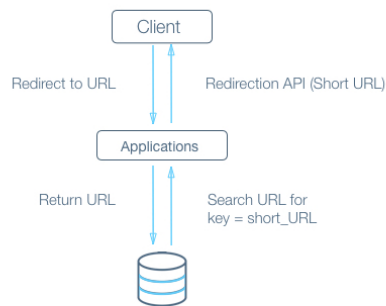 Client
Redirect to URL
Redirection API (Short URL)
Applications
Return URL
Search URL for
key = short_URL